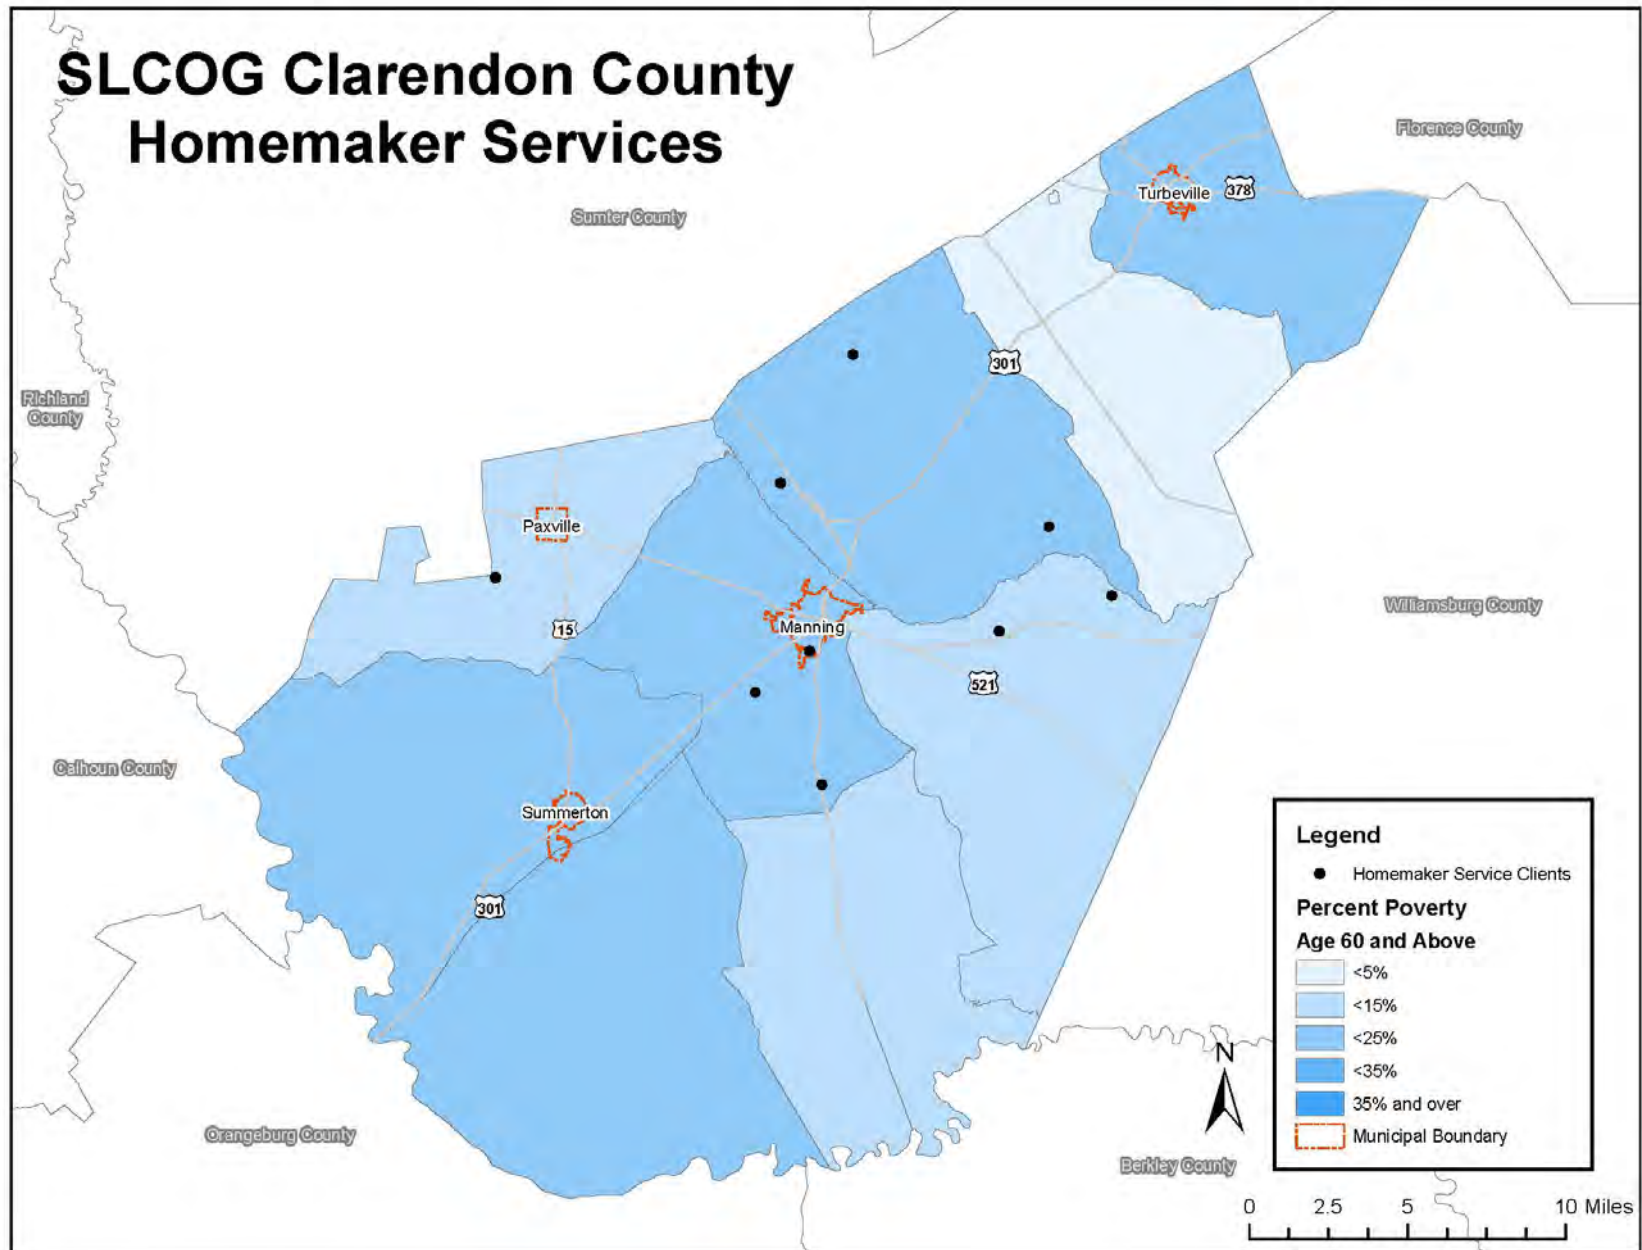 SLCOG Clarendon County
Homemaker Services
Florence County
Turbeville
378
Sumter County
301
Richland
County
Paxville
Williamsburg County
15
Manning
521
Calhoun County
Summerton
301
Orangeburg County
Berkley County
Legend
Homemaker Service Clients
Percent Poverty
Age 60 and Above
<5%
<15%
<25%
<35%
35% and over
Municipal Boundary
N
0 2.5 5 10 Miles